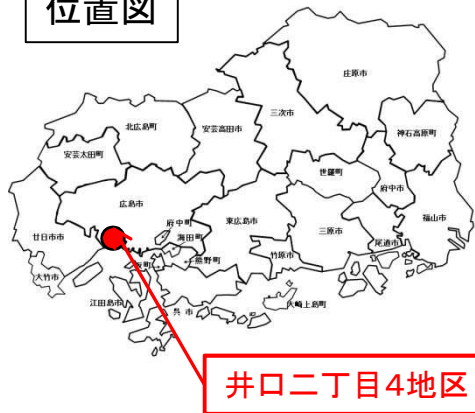 位置図
庄原市
三次市
北広島町
安芸高田市
神石高原町
安芸太田町
世羅町
府中市
広島市
福山市
府中町
東広島市
三原市
廿日市市
海田町
尾道市
熊野町
坂町
竹原市
大竹市
江田島市
呉市
大崎上島町
井口二丁目4地区